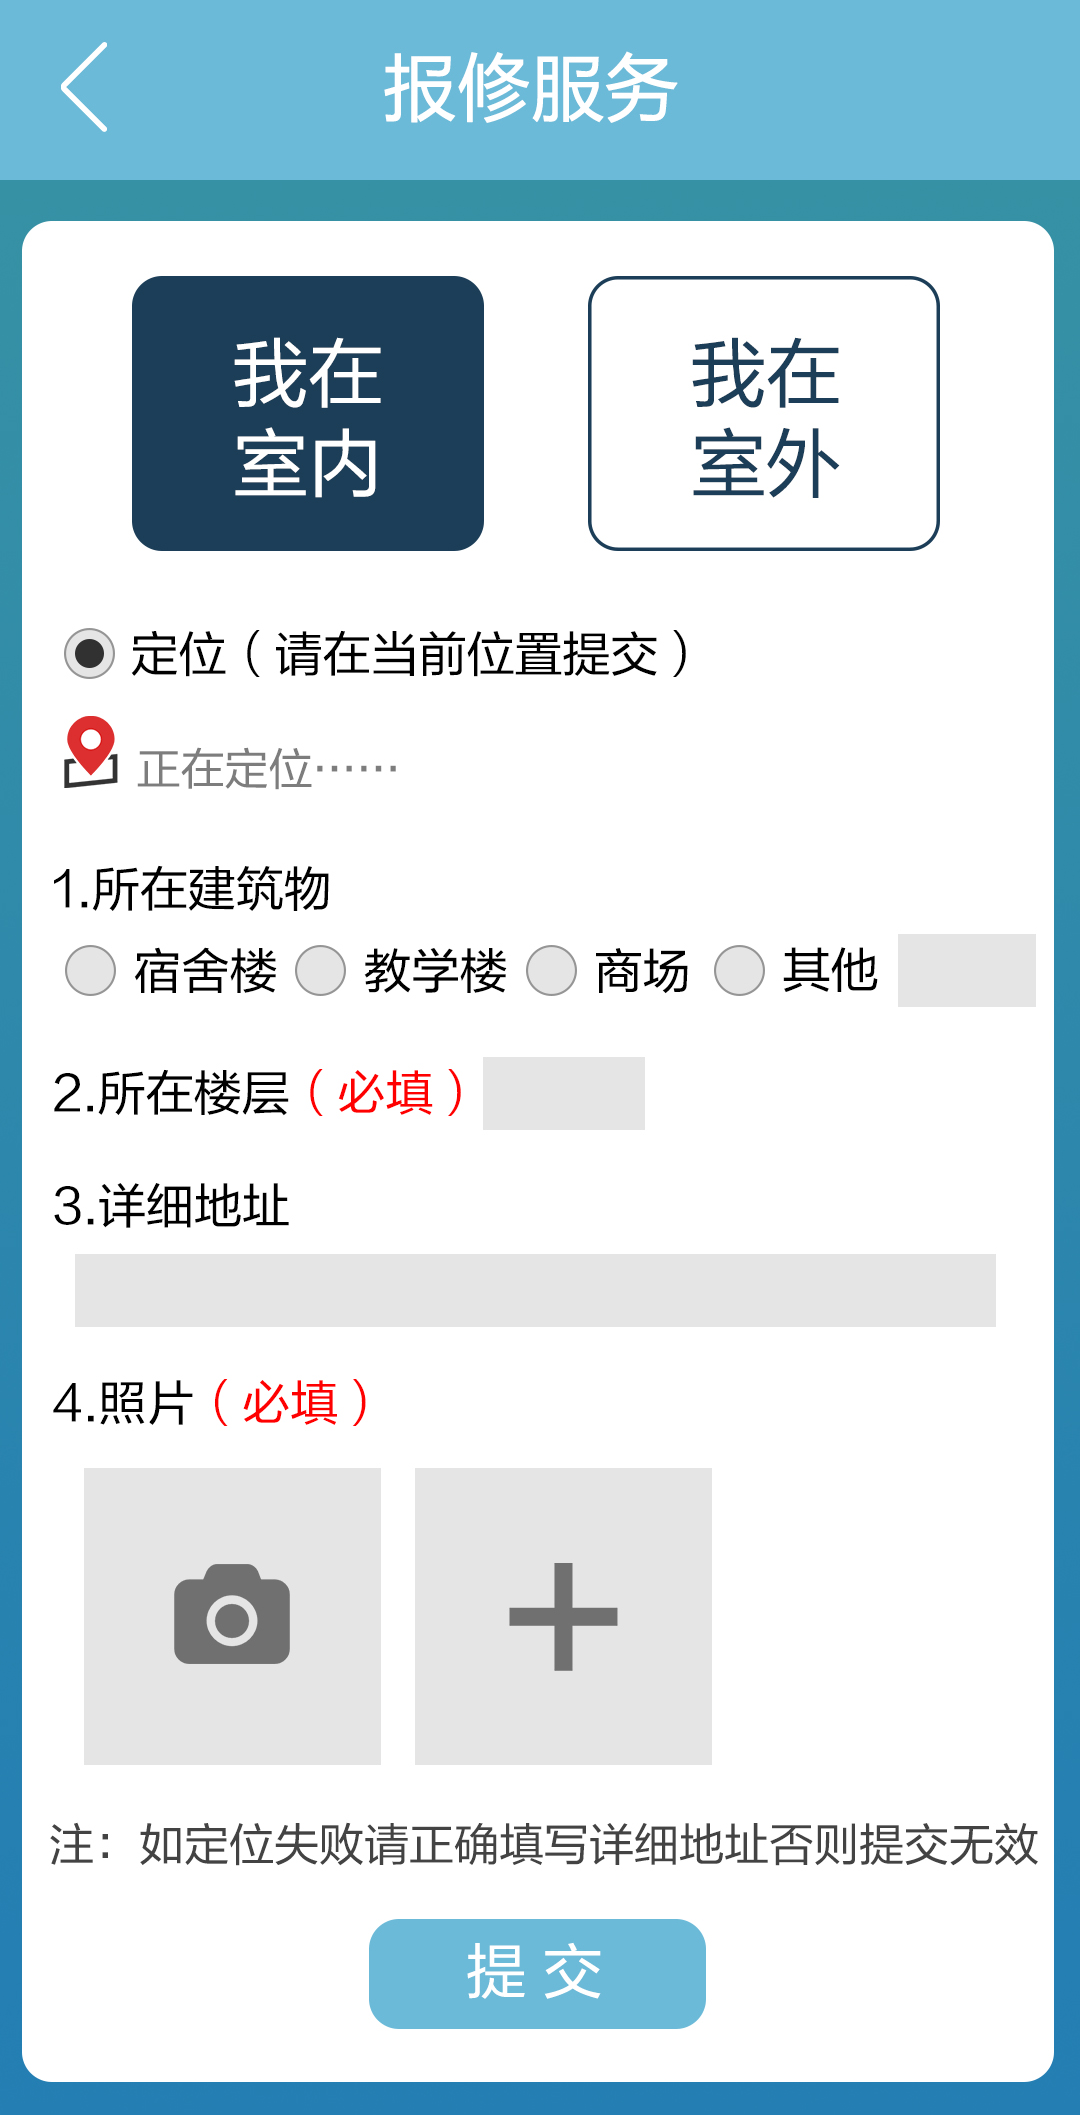 报修服务
我在
室内
我在
室外
定位（请在当前位置提交）
正在定位……
1.所在建筑物
宿舍楼 教学楼 商场 其他
2.所在楼层（必填）
3.详细地址
4.照片（必填）
注：如定位失败请正确填写详细地址否则提交无效
提 交